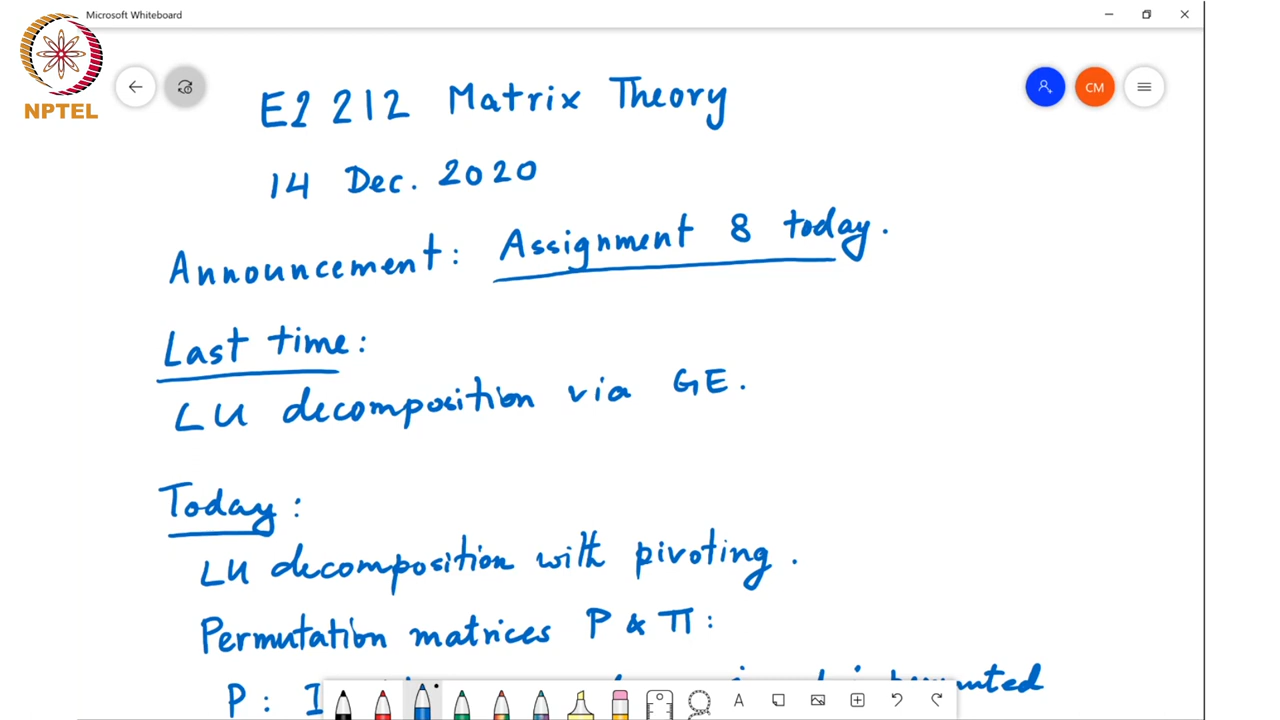 Microsoft Whiteboard
NPTEL
CM
E2 212 Matrix Theory
14 Dec. 2020
Announcement: Assignment 8 today.
Last time:
LU decomposition via GE.
Today:
LU decomposition with pivoting.
Permutation matrices P & Π:
P: permuted
A